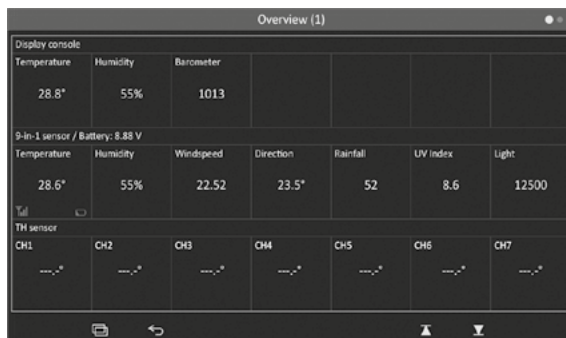 Overview (1)
Display console
Temperature Humidity Barometer
28.8° 55% 1013
9-in-1 sensor / Battery: 8.88 V
Temperature Humidity Windspeed Direction Rainfall UV Index Light
28.6° 55% 22.52 23.5° 52 8.6 12500
TH sensor
CH1 CH2 CH3 CH4 CH5 CH6 CH7
---.-° ---.-° ---.-° ---.-° ---.-° ---.-° ---.-°